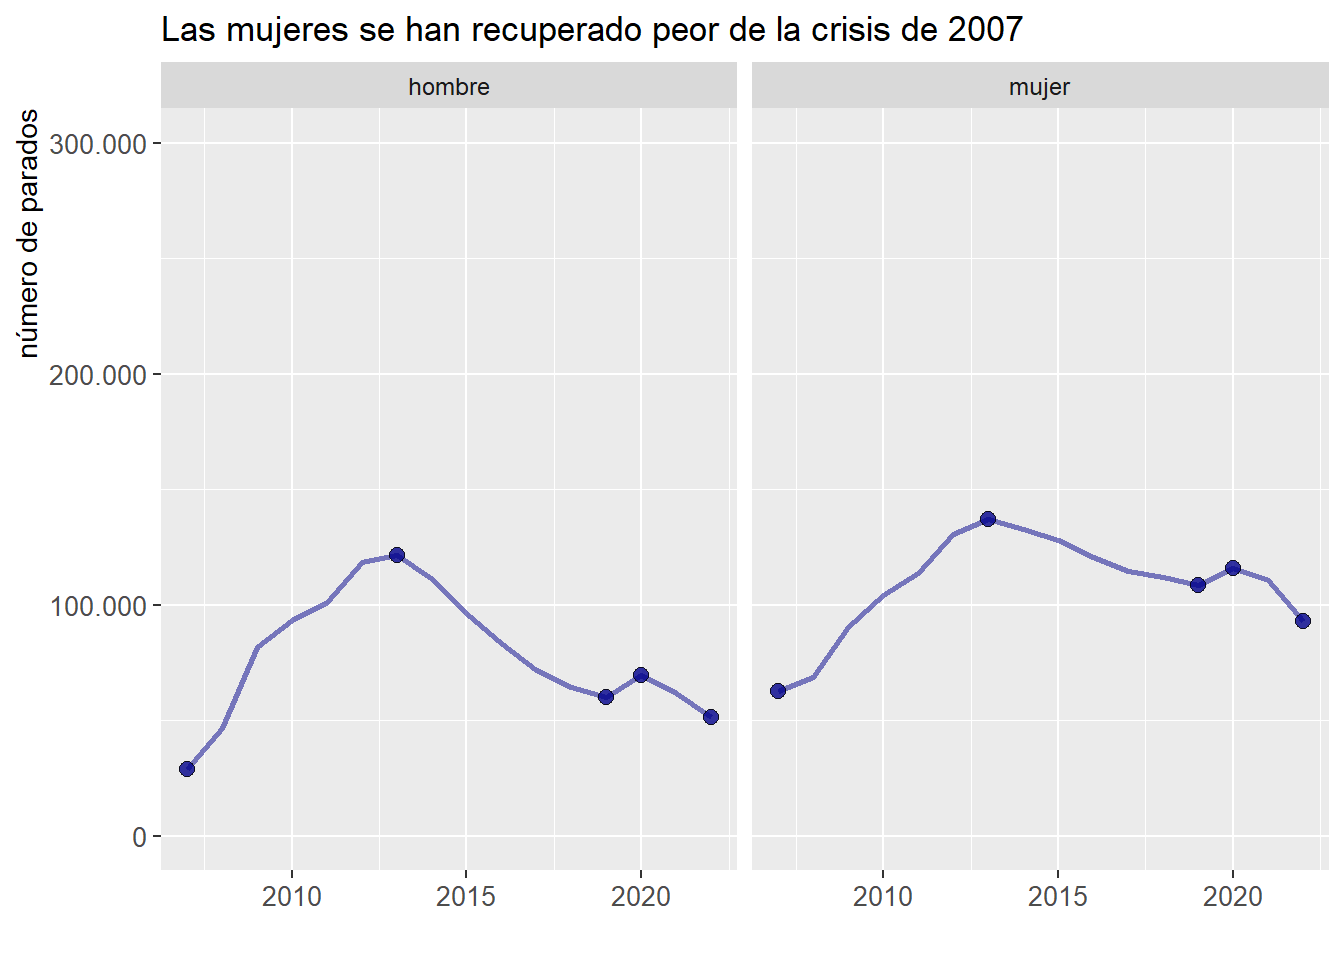 Las mujeres se han recuperado peor de la crisis de 2007
hombre
mujer
número de parados
300.000
200.000
100.000
0
2010 2015 2020
2010 2015 2020